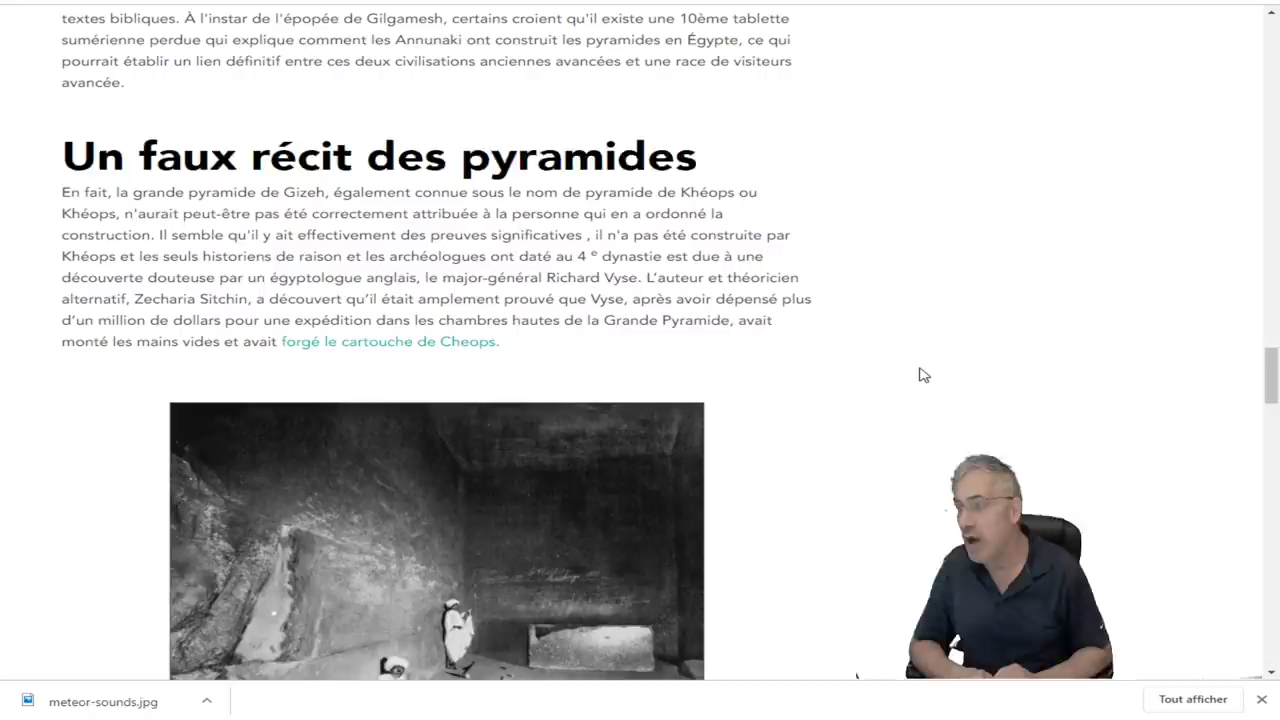 textes bibliques. À l'instar de l'épopée de Gilgamesh, certains croient qu'il existe une 10ème tablette
sumérienne perdue qui explique comment les Annunaki ont construit les pyramides en Égypte, ce qui
pourrait établir un lien définitif entre ces deux civilisations anciennes avancées et une race de visiteurs
avancée.
Un faux récit des pyramides
En fait, la grande pyramide de Gizeh, également connue sous le nom de pyramide de Khéops ou
Khéops, n'aurait peut-être pas été correctement attribuée à la personne qui en a ordonné la
construction. Il semble qu'il y ait effectivement des preuves significatives , il n'a pas été construite par
Khéops et les seuls historiens de raison et les archéologues ont daté au 4 e dynastie est due à une
découverte douteuse par un égyptologue anglais, le major-général Richard Vyse. L’auteur et théoricien
alternatif, Zecharia Sitchin, a découvert qu’il était amplement prouvé que Vyse, après avoir dépensé plus
d’un million de dollars pour une expédition dans les chambres hautes de la Grande Pyramide, avait
monté les mains vides et avait forgé le cartouche de Cheops.
meteor-sounds.jpg
Tout afficher